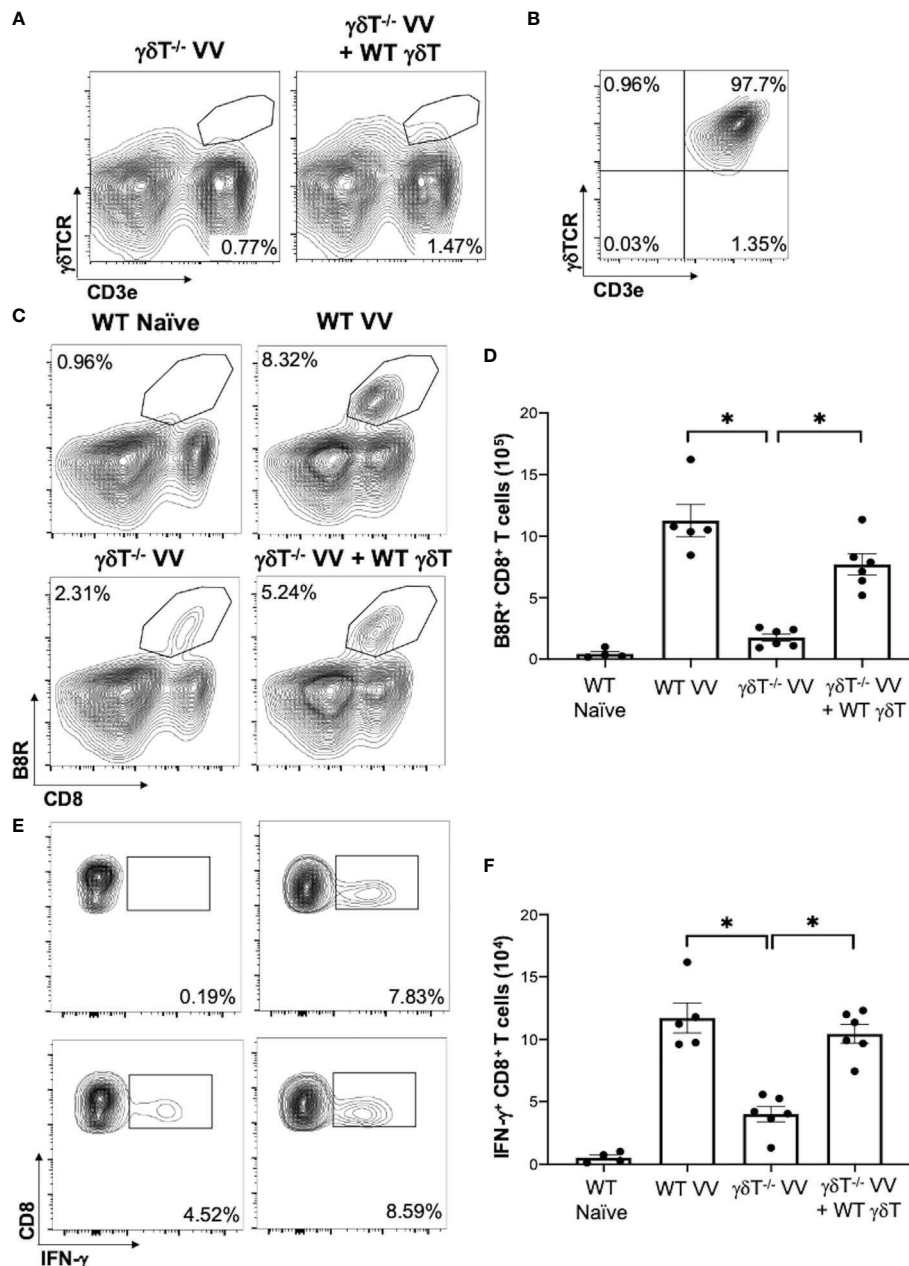 A
γδT-/- VV
γδT-/- VV
+ WT γδT
0.77%
1.47%
γδTCR
CD3e
B
0.96%
97.7%
0.03%
1.35%
γδTCR
CD3e
C
WT Naïve
WT VV
0.96%
8.32%
γδT-/- VV
γδT-/- VV + WT γδT
2.31%
5.24%
B8R
CD8
D
B8R+ CD8+ T cells (10⁵)
20
15
10
5
0
*
*
WT
Naïve
WT VV
γδT-/- VV
γδT-/- VV
+ WT γδT
E
0.19%
7.83%
4.52%
8.59%
CD8
IFN-γ
F
IFN-γ+ CD8+ T cells (10⁴)
20
15
10
5
0
*
*
WT
Naïve
WT VV
γδT-/- VV
γδT-/- VV
+ WT γδT